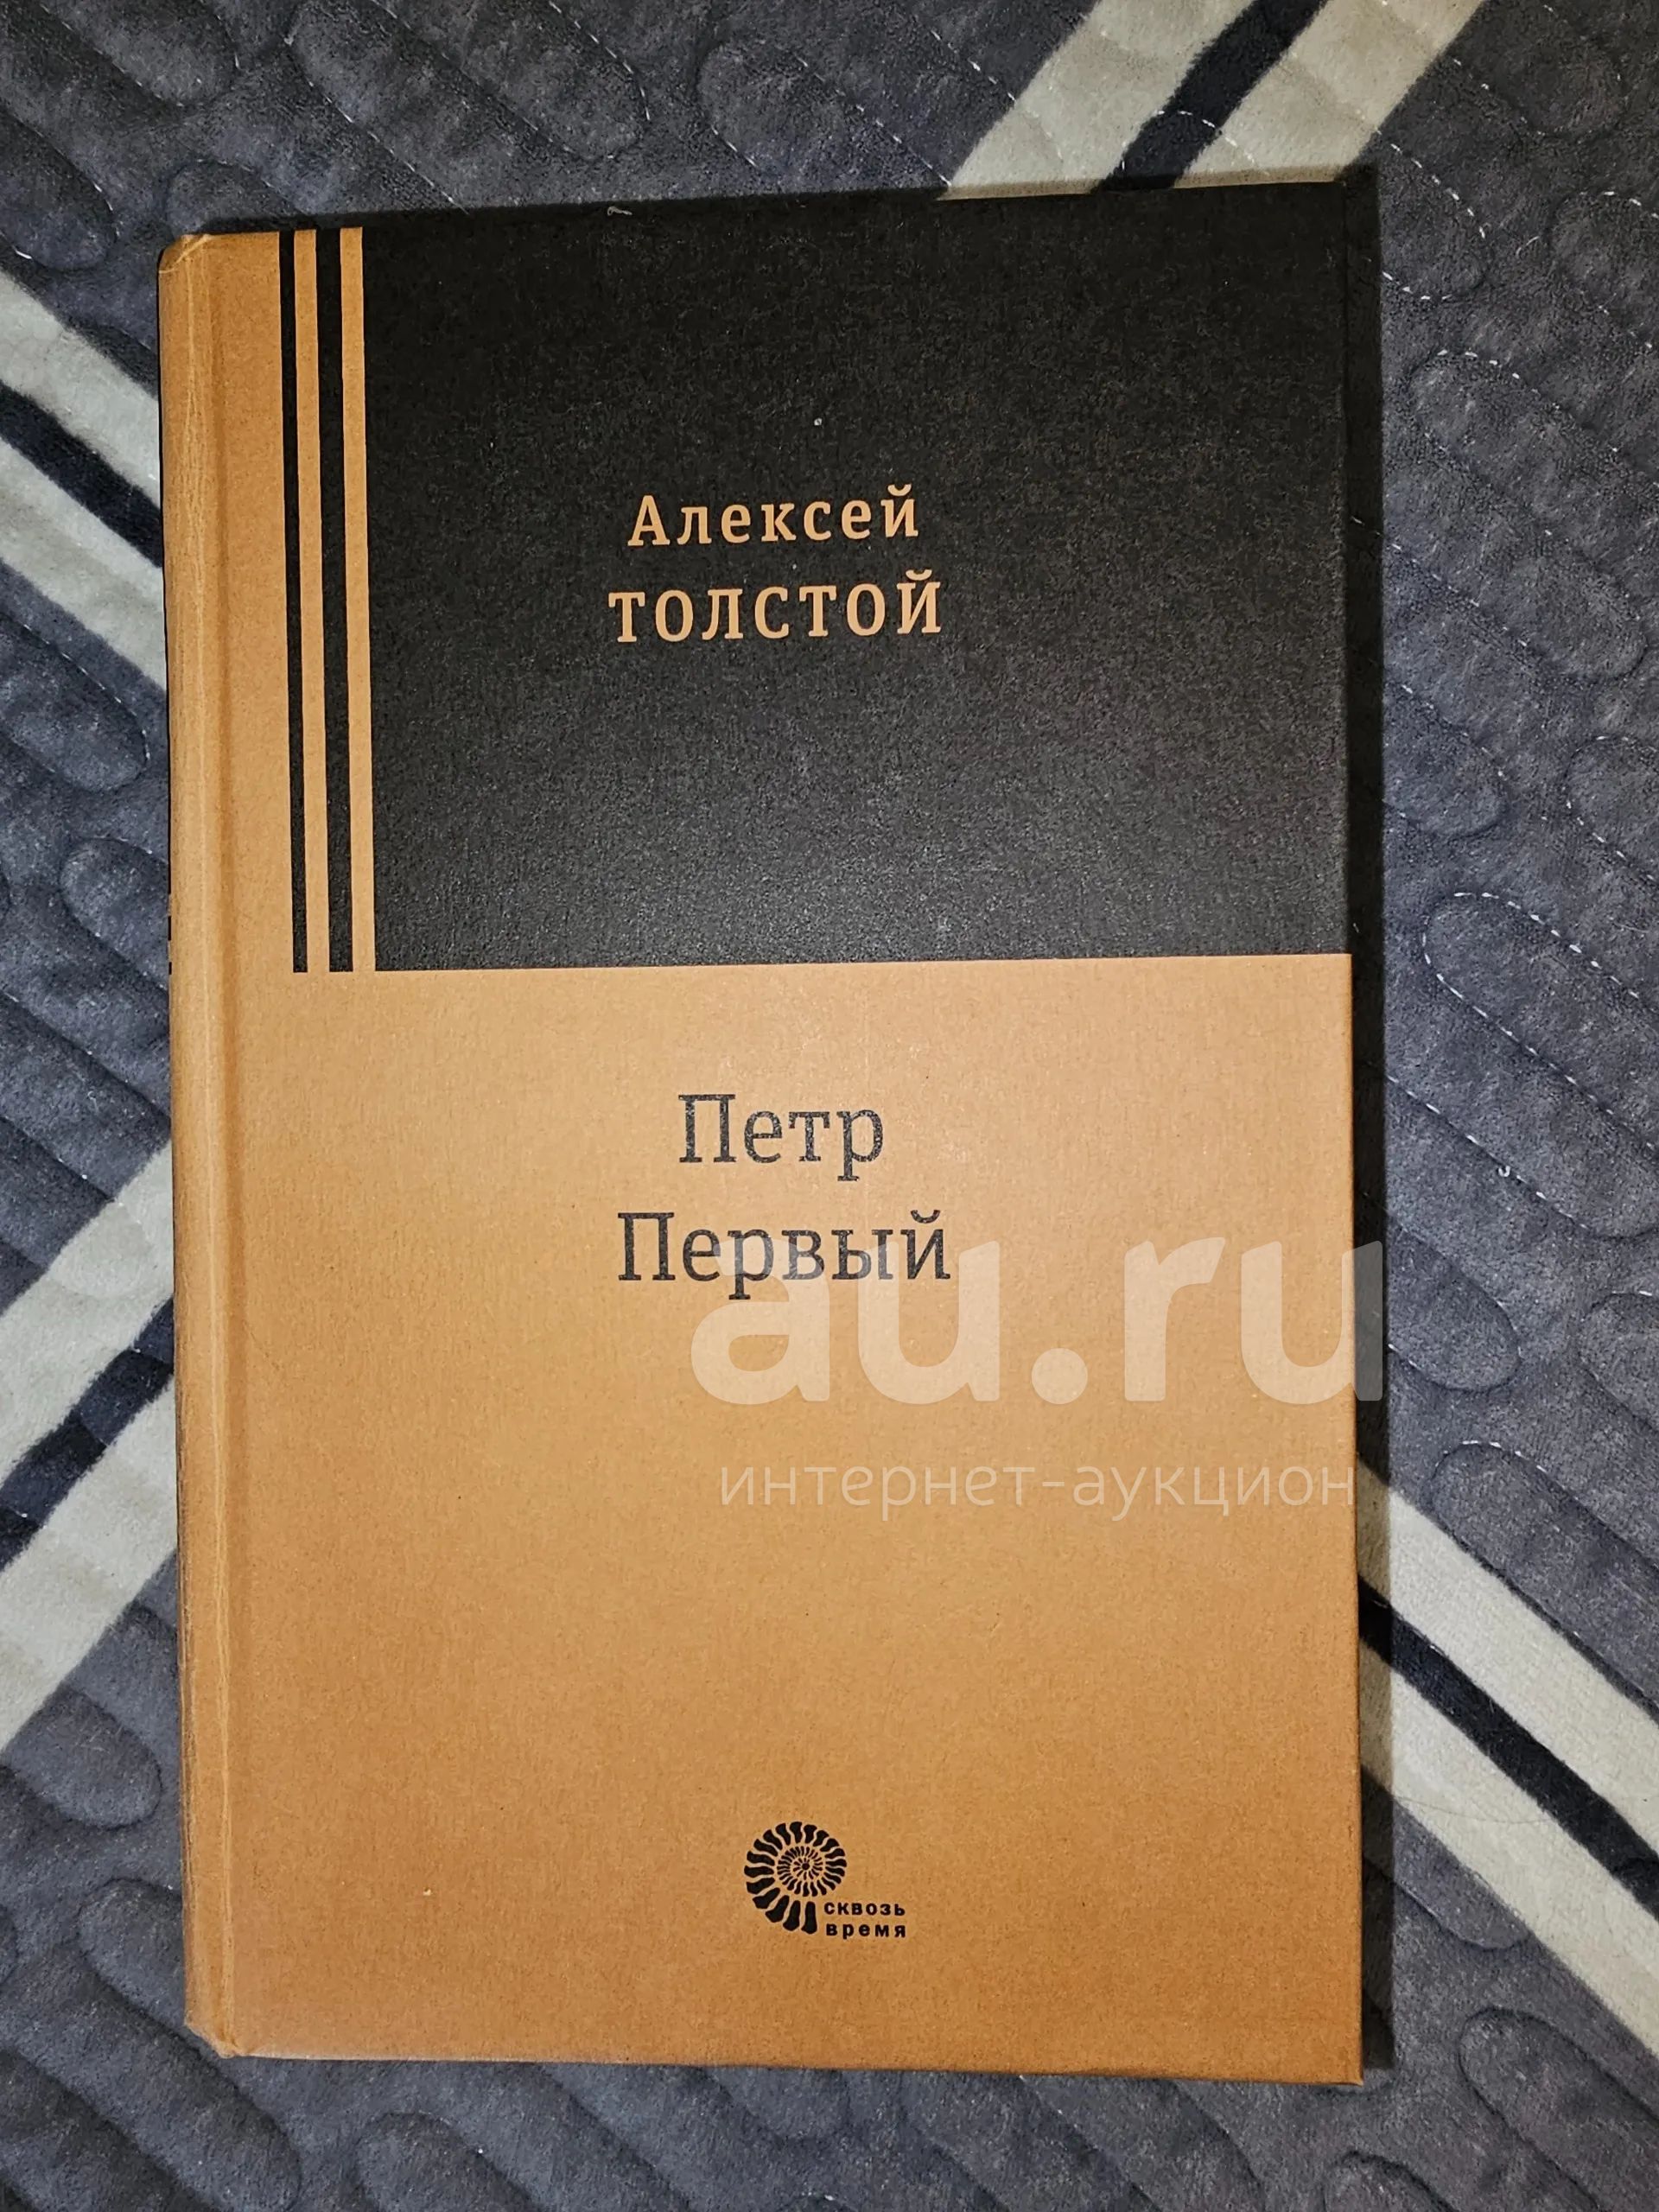 Алексей
ТОЛСТОЙ
Петр
Первый
au.ru
интернет-аукцион
сквозь
время